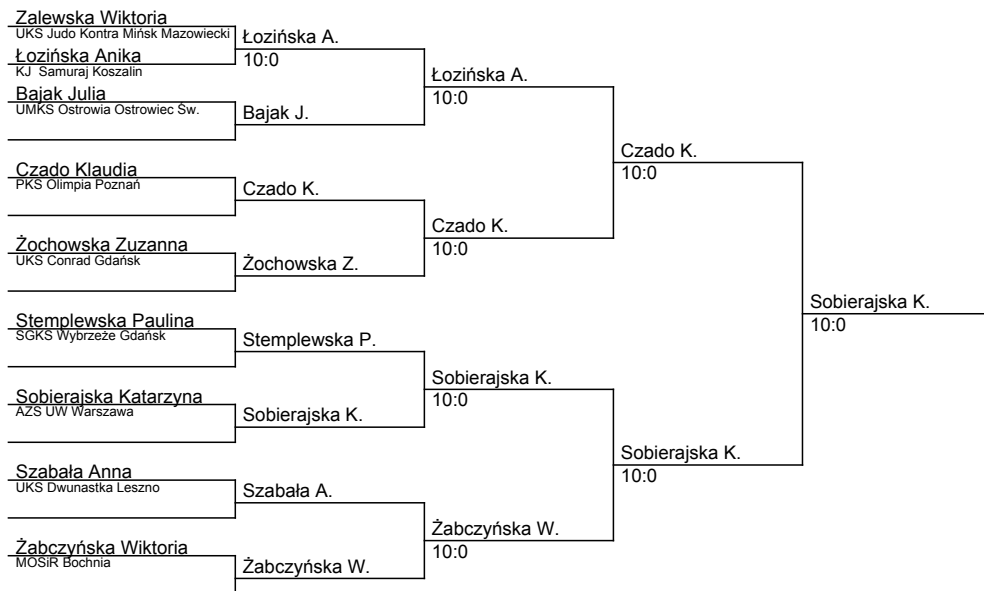 Zalewska Wiktoria
UKS Judo Kontra Mińsk Mazowiecki
Łozińska Anika
KJ Samuraj Koszalin
Bajak Julia
UMKS Ostrowia Ostrowiec Św.
Czado Klaudia
PKS Olimpia Poznań
Żochowska Zuzanna
UKS Conrad Gdańsk
Stemplewska Paulina
SGKS Wybrzeże Gdańsk
Sobierajska Katarzyna
AZS UW Warszawa
Szabała Anna
UKS Dwunastka Leszno
Żabczyńska Wiktoria
MOSiR Bochnia
Łozińska A.
10:0
Bajak J.
Czado K.
Żochowska Z.
Stemplewska P.
Sobierajska K.
Szabała A.
Żabczyńska W.
Łozińska A.
10:0
Czado K.
10:0
Sobierajska K.
10:0
Żabczyńska W.
10:0
Czado K.
10:0
Sobierajska K.
10:0
Sobierajska K.
10:0